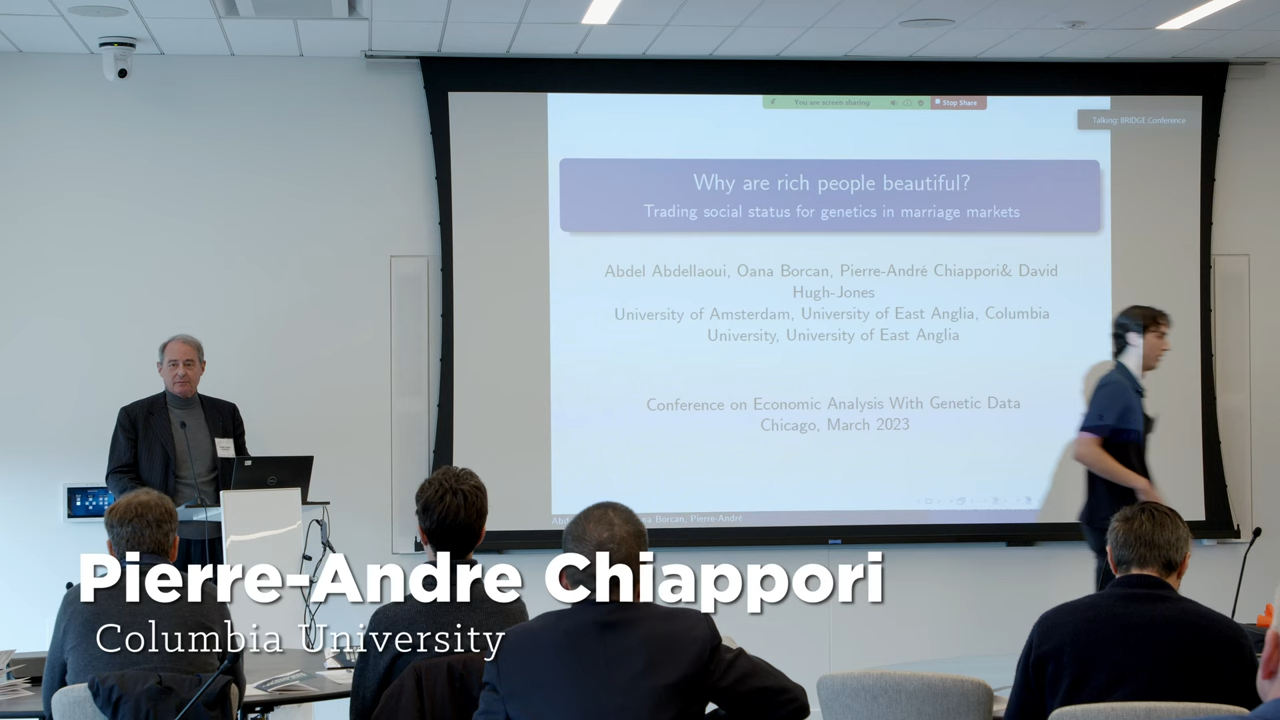 You are screen sharing
Stop Share
Talking: BRIDGE Conference
Why are rich people beautiful?
Trading social status for genetics in marriage markets
Abdel Abdellaoui, Oana Borcan, Pierre-André Chiappori& David
Hugh-Jones
University of Amsterdam, University of East Anglia, Columbia
University, University of East Anglia
Conference on Economic Analysis With Genetic Data
Chicago, March 2023
Borcan, Pierre-André
Pierre-Andre Chiappori
Columbia University